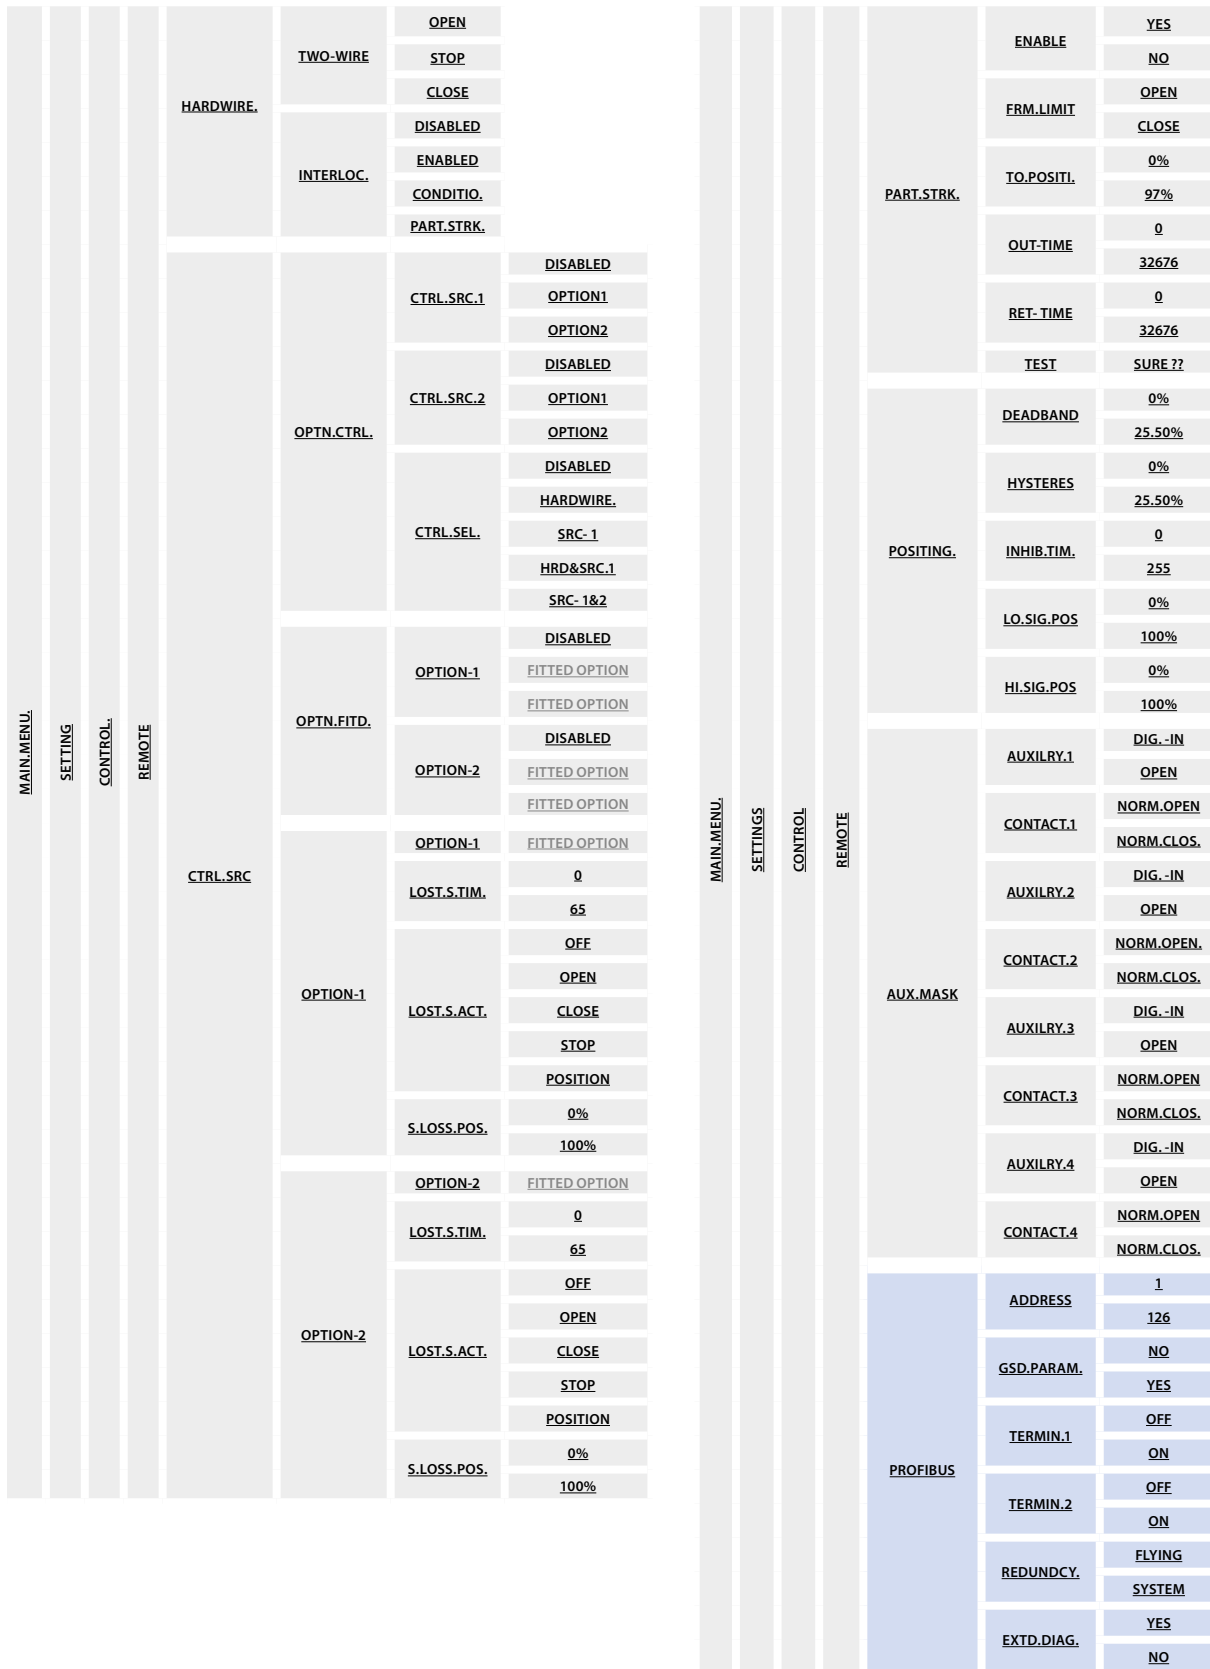 MAIN.MENU.
SETTING
CONTROL.
REMOTE
HARDWIRE.
TWO-WIRE
OPEN
STOP
CLOSE
INTERLOC.
DISABLED
ENABLED
CONDITIO.
PART.STRK.
CTRL.SRC
OPTN.CTRL.
CTRL.SRC.1
DISABLED
OPTION1
OPTION2
CTRL.SRC.2
DISABLED
OPTION1
OPTION2
CTRL.SEL.
DISABLED
HARDWIRE.
SRC- 1
HRD&SRC.1
SRC- 1&2
OPTN.FITD.
OPTION-1
DISABLED
FITTED OPTION
FITTED OPTION
OPTION-2
DISABLED
FITTED OPTION
FITTED OPTION
OPTION-1
OPTION-1
FITTED OPTION
LOST.S.TIM.
0
65
LOST.S.ACT.
OFF
OPEN
CLOSE
STOP
POSITION
S.LOSS.POS.
0%
100%
OPTION-2
OPTION-2
FITTED OPTION
LOST.S.TIM.
0
65
LOST.S.ACT.
OFF
OPEN
CLOSE
STOP
POSITION
S.LOSS.POS.
0%
100%
MAIN.MENU.
SETTINGS
CONTROL
REMOTE
PART.STRK.
ENABLE
YES
NO
FRM.LIMIT
OPEN
CLOSE
TO.POSITI.
0%
97%
OUT-TIME
0
32676
RET- TIME
0
32676
TEST
SURE ??
POSITING.
DEADBAND
0%
25.50%
HYSTERES
0%
25.50%
INHIB.TIM.
0
255
LO.SIG.POS
0%
100%
HI.SIG.POS
0%
100%
AUX.MASK
AUXILRY.1
DIG. -IN
OPEN
CONTACT.1
NORM.OPEN
NORM.CLOS.
AUXILRY.2
DIG. -IN
OPEN
CONTACT.2
NORM.OPEN.
NORM.CLOS.
AUXILRY.3
DIG. -IN
OPEN
CONTACT.3
NORM.OPEN
NORM.CLOS.
AUXILRY.4
DIG. -IN
OPEN
CONTACT.4
NORM.OPEN
NORM.CLOS.
PROFIBUS
ADDRESS
1
126
GSD.PARAM.
NO
YES
TERMIN.1
OFF
ON
TERMIN.2
OFF
ON
REDUNDCY.
FLYING
SYSTEM
EXTD.DIAG.
YES
NO